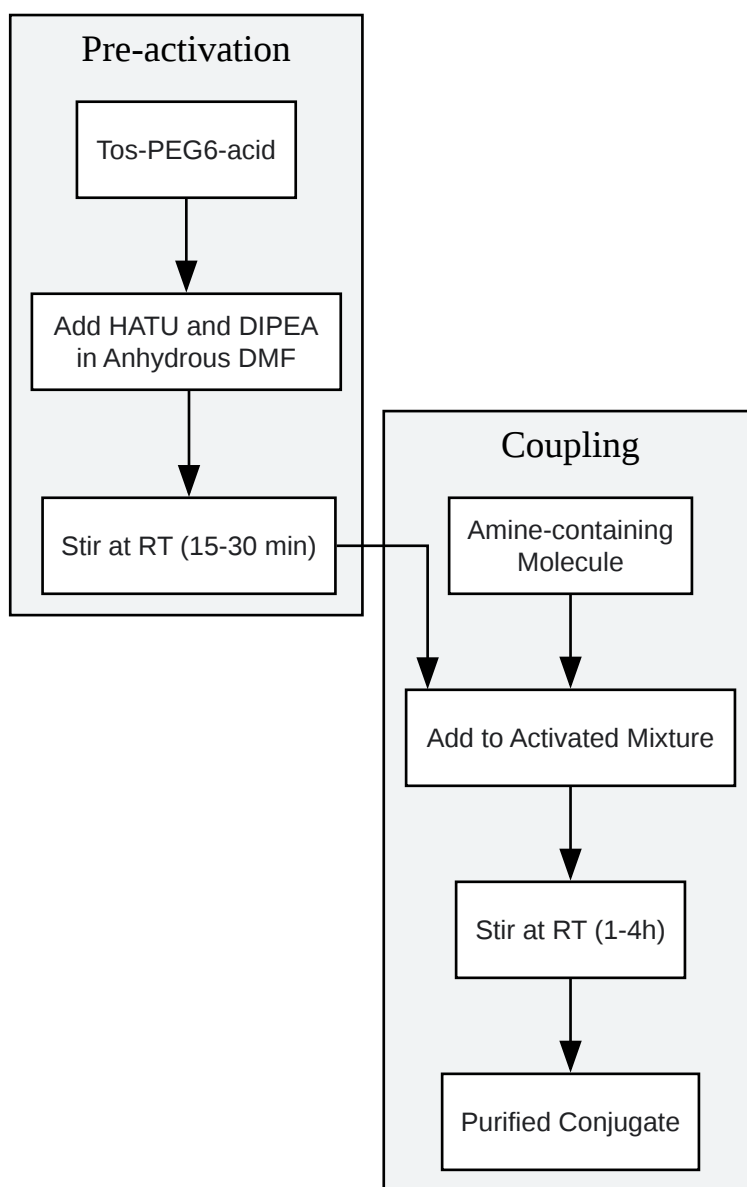 Pre-activation
Tos-PEG6-acid
Add HATU and DIPEA
in Anhydrous DMF
Stir at RT (15-30 min)
Coupling
Amine-containing
Molecule
Add to Activated Mixture
Stir at RT (1-4h)
Purified Conjugate